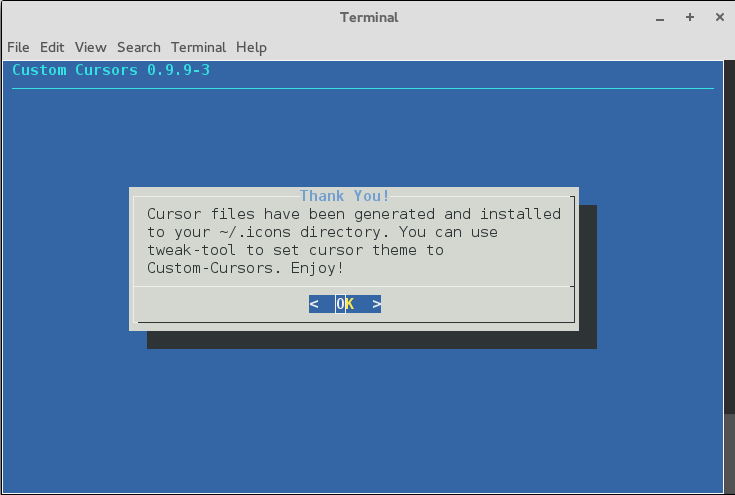 Terminal
File Edit View Search Terminal Help
Custom Cursors 0.9.9-3
Thank You!
Cursor files have been generated and installed
to your ~/.icons directory. You can use
tweak-tool to set cursor theme to
Custom-Cursors. Enjoy!
< OK >